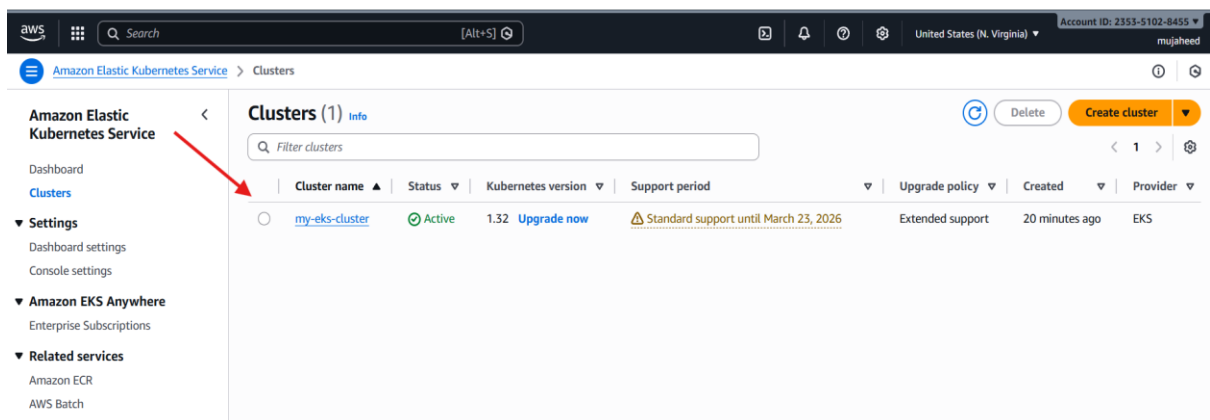 aws Search [Alt+S] United States (N. Virginia) ▼ Account ID: 2353-5102-8455 ▼
mujaheed
Amazon Elastic Kubernetes Service > Clusters
Amazon Elastic
Kubernetes Service
Dashboard
Clusters
Settings
Dashboard settings
Console settings
Amazon EKS Anywhere
Enterprise Subscriptions
Related services
Amazon ECR
AWS Batch
Clusters (1) Info
Delete Create cluster
Filter clusters
< 1 >
Cluster name Status Kubernetes version Support period Upgrade policy Created Provider
my-eks-cluster Active 1.32 Upgrade now Standard support until March 23, 2026 Extended support 20 minutes ago EKS